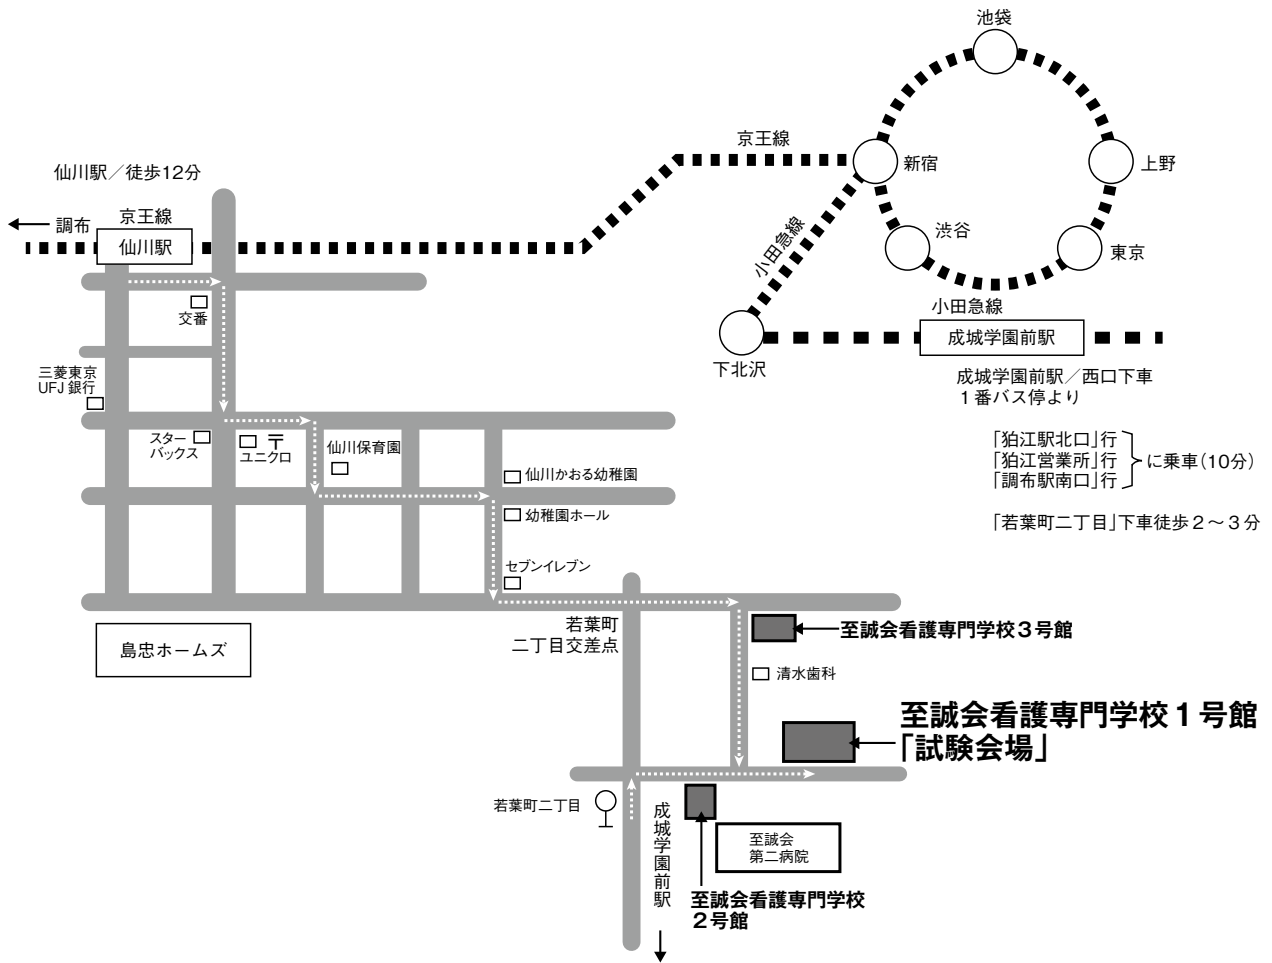 池袋
京王線
新宿
上野
仙川駅／徒歩12分
調布
京王線
仙川駅
渋谷
東京
小田急線
小田急線
成城学園前駅
下北沢
交番
三菱東京
UFJ 銀行
成城学園前駅／西口下車
１番バス停より
スター
バックス
〒
ユニクロ
仙川保育園
「狛江駅北口」行
「狛江営業所」行
「調布駅南口」行
に乗車（10分）
仙川かおる幼稚園
幼稚園ホール
「若葉町二丁目」下車徒歩２～３分
セブンイレブン
若葉町
二丁目交差点
島忠ホームズ
至誠会看護専門学校３号館
清水歯科
至誠会看護専門学校１号館
「試験会場」
若葉町二丁目
成城学園前駅
至誠会
第二病院
至誠会看護専門学校
２号館